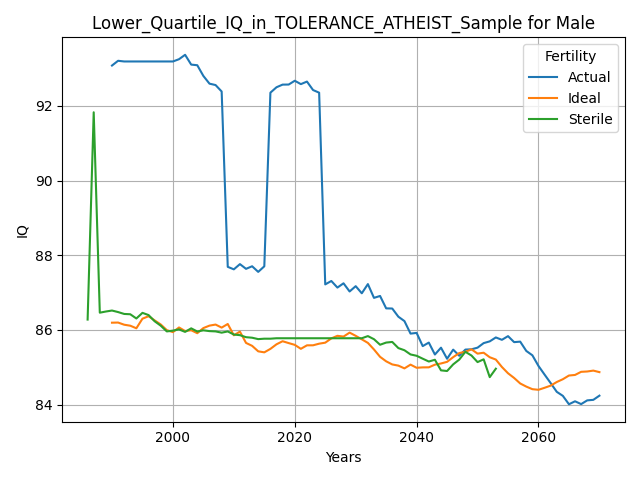 Lower_Quartile_IQ_in_TOLERANCE_ATHEIST_Sample for Male
Fertility
Actual
Ideal
Sterile
IQ
92
90
88
86
84
2000
2020
2040
2060
Years